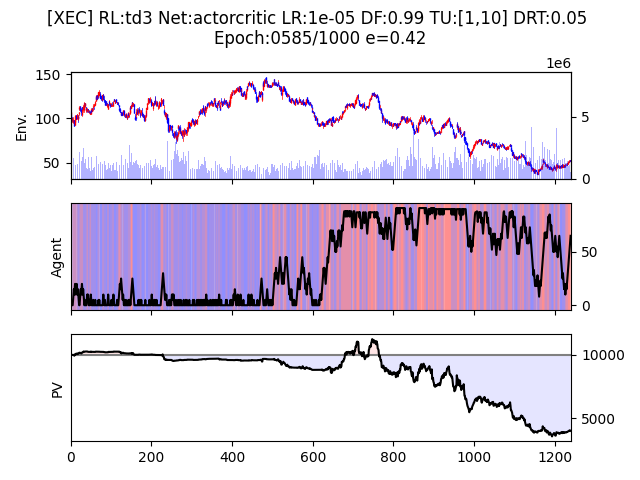 [XEC] RL:td3 Net:actorcritic LR:1e-05 DF:0.99 TU:[1,10] DRT:0.05
Epoch:0585/1000 e=0.42
1e6
150
100
50
Env.
5
0
Agent
50
0
PV
10000
5000
0
200
400
600
800
1000
1200